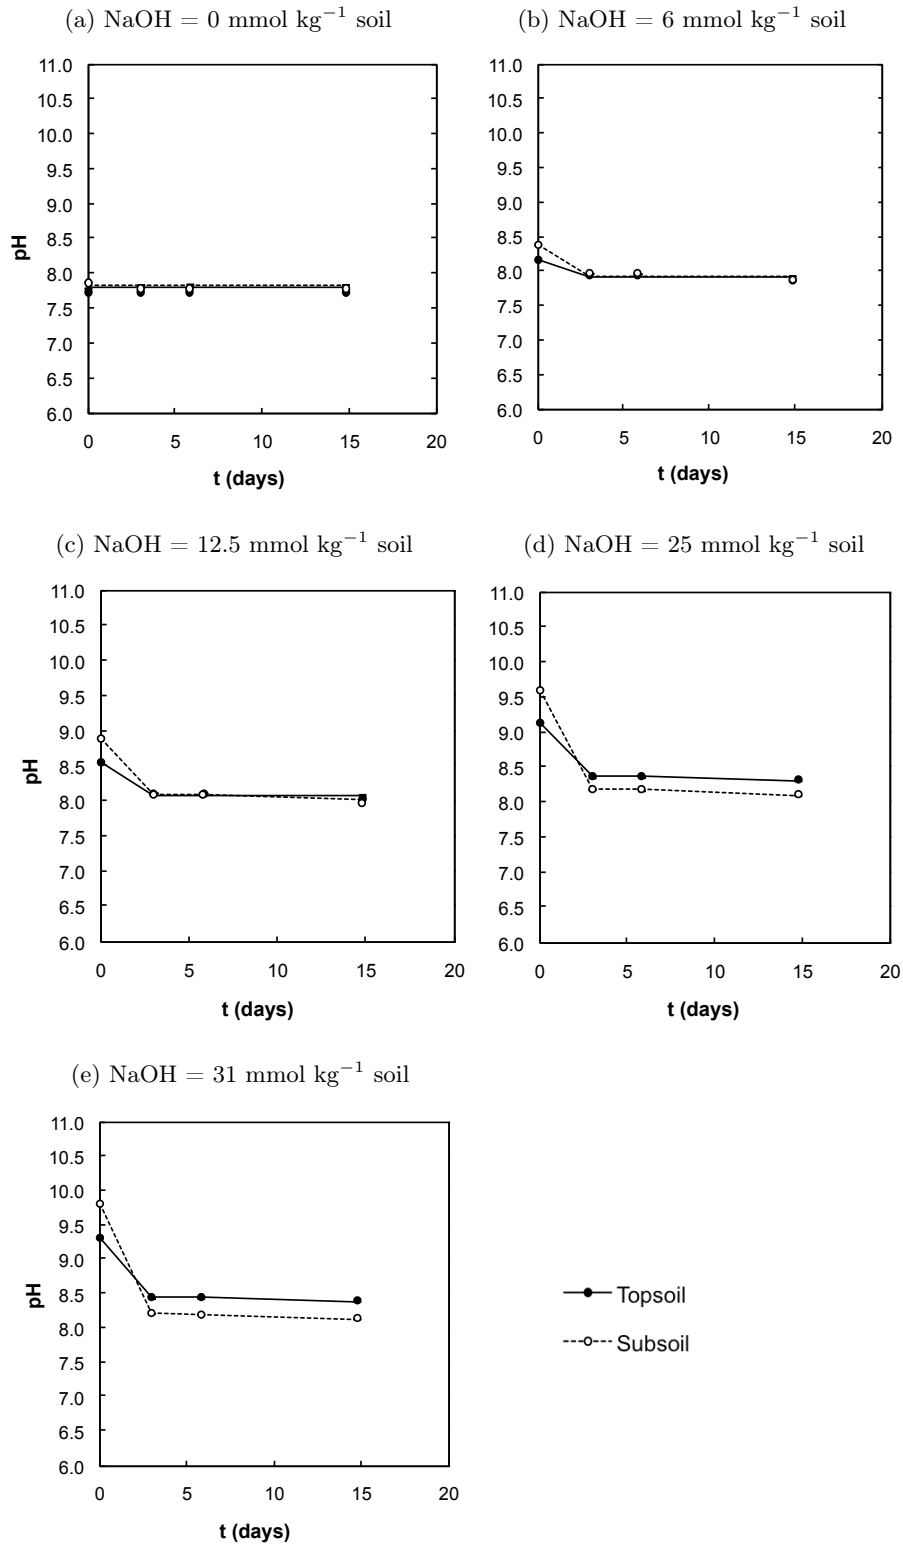 (a) NaOH = 0 mmol kg⁻¹ soil
11.0
10.5
10.0
9.5
9.0
8.5
8.0
7.5
7.0
6.5
6.0
pH
0 5 10 15 20
t (days)
(b) NaOH = 6 mmol kg⁻¹ soil
11.0
10.5
10.0
9.5
9.0
8.5
8.0
7.5
7.0
6.5
6.0
0 5 10 15 20
t (days)
(c) NaOH = 12.5 mmol kg⁻¹ soil
11.0
10.5
10.0
9.5
9.0
8.5
8.0
7.5
7.0
6.5
6.0
pH
0 5 10 15 20
t (days)
(d) NaOH = 25 mmol kg⁻¹ soil
11.0
10.5
10.0
9.5
9.0
8.5
8.0
7.5
7.0
6.5
6.0
0 5 10 15 20
t (days)
(e) NaOH = 31 mmol kg⁻¹ soil
11.0
10.5
10.0
9.5
9.0
8.5
8.0
7.5
7.0
6.5
6.0
pH
0 5 10 15 20
t (days)
Topsoil
Subsoil